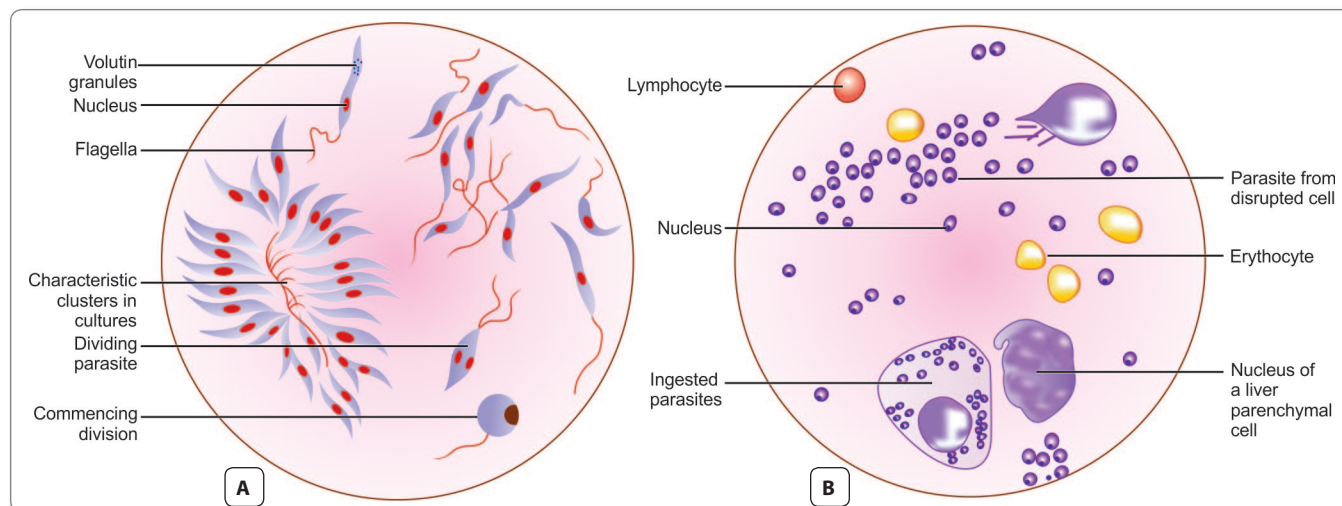 Volutin
granules
Nucleus
Flagella
Characteristic
clusters in
cultures
Dividing
parasite
Commencing
division
A
Lymphocyte
Nucleus
Ingested
parasites
Parasite from
disrupted cell
Erythocyte
Nucleus of
a liver
parenchymal
cell
B